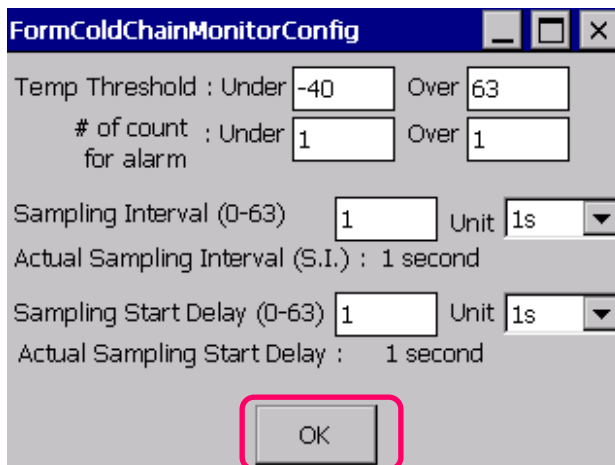 FormColdChainMonitorConfig
Temp Threshold : Under -40 Over 63
# of count for alarm : Under 1 Over 1
Sampling Interval (0-63) 1 Unit 1s
Actual Sampling Interval (S.I.) : 1 second
Sampling Start Delay (0-63) 1 Unit 1s
Actual Sampling Start Delay : 1 second
OK